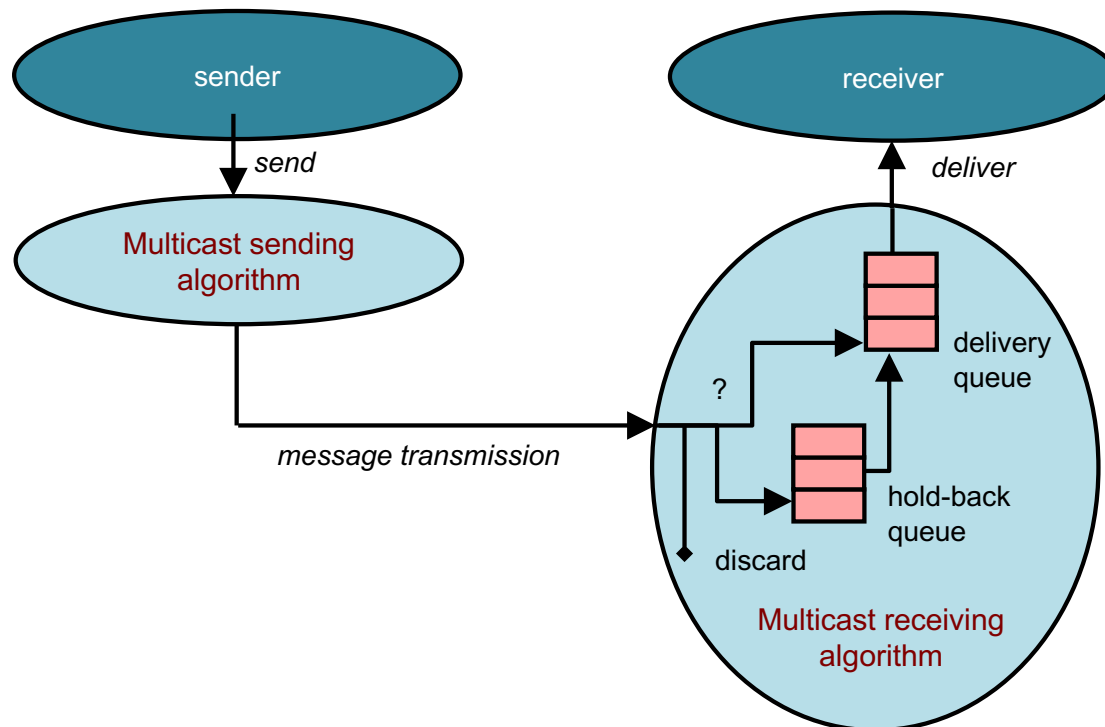 sender
receiver
send
deliver
Multicast sending
algorithm
delivery
queue
?
message transmission
hold-back
queue
discard
Multicast receiving
algorithm